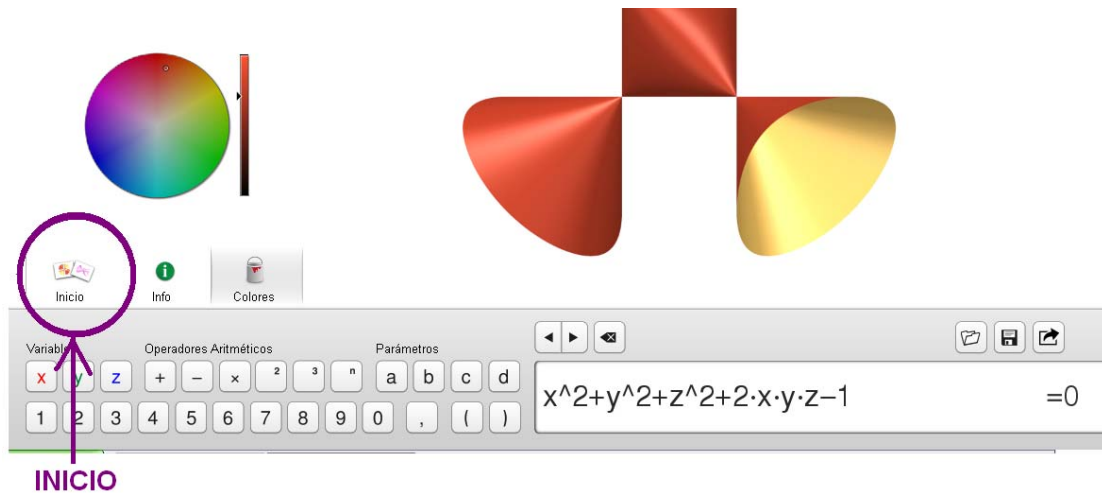 Inicio Info Colores
Variables Operadores Aritméticos Parámetros
x y z + − × 2 3 n a b c d
1 2 3 4 5 6 7 8 9 0 , ( )
x^2+y^2+z^2+2·x·y·z−1 =0
INICIO